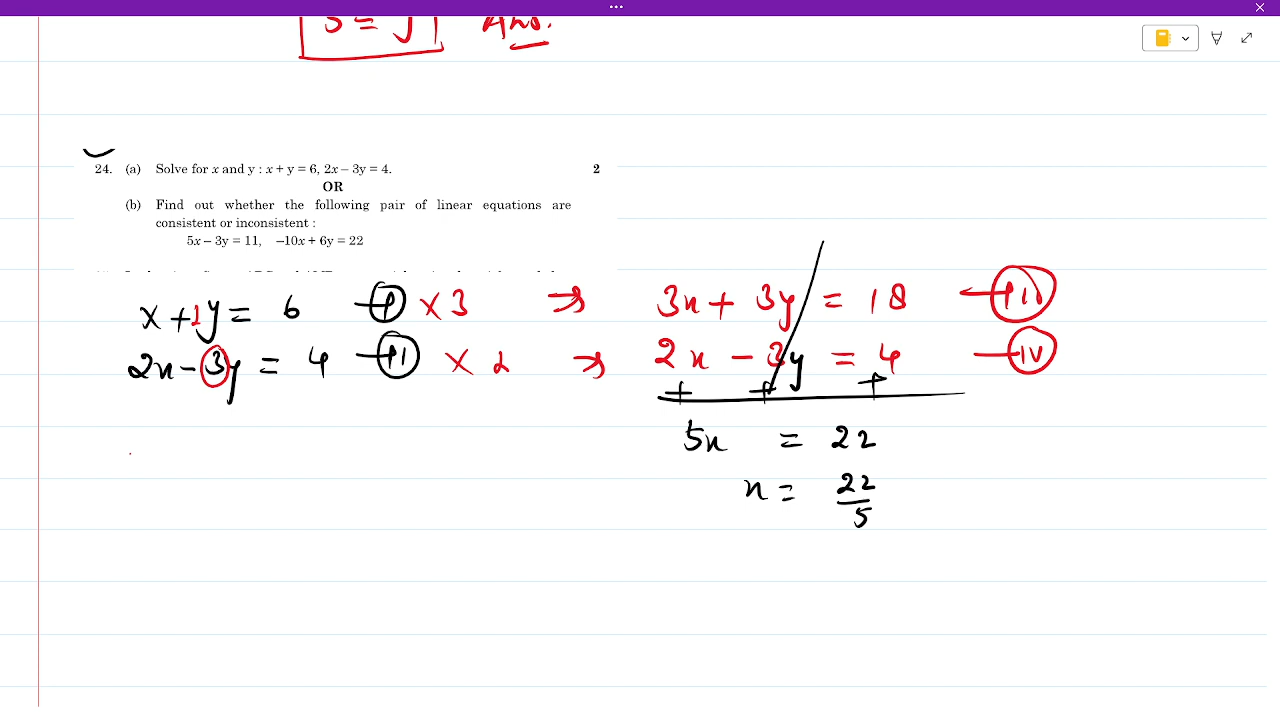 Ans.
24. (a) Solve for x and y : x + y = 6, 2x – 3y = 4. 2
OR
(b) Find out whether the following pair of linear equations are
consistent or inconsistent :
5x – 3y = 11, –10x + 6y = 22
x + 1y = 6 — I × 3 ⇒ 3x + 3y = 18 — III
2x - 3y = 4 — II × 2 ⇒ 2x - 3y = 4 — IV
+ + +
5x = 22
x = 22/5